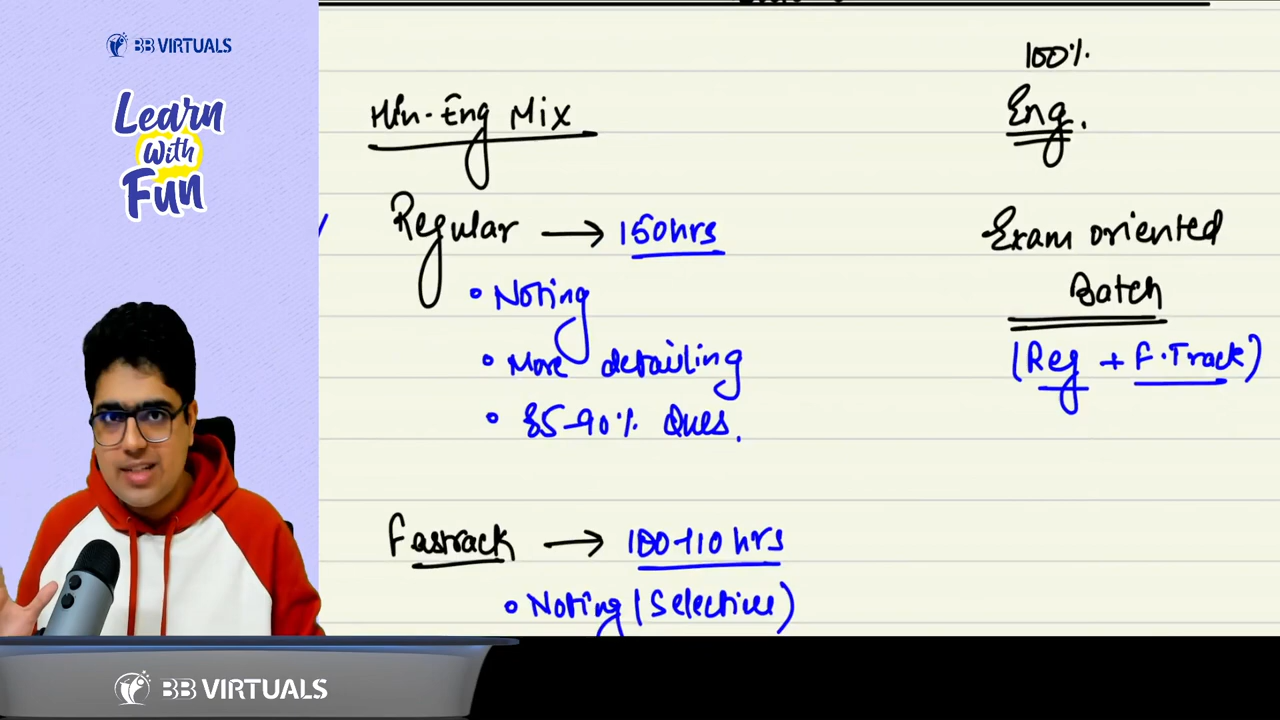 BB VIRTUALS
Learn
With
Fun
Hin-Eng Mix
Regular → 150hrs
• Noting
• More detailing
• 85-90% Ques.
Fastrack → 100-110 hrs
• Noting (Selective)
100%
Eng.
Exam oriented
Batch
(Reg + F.Track)
BB VIRTUALS